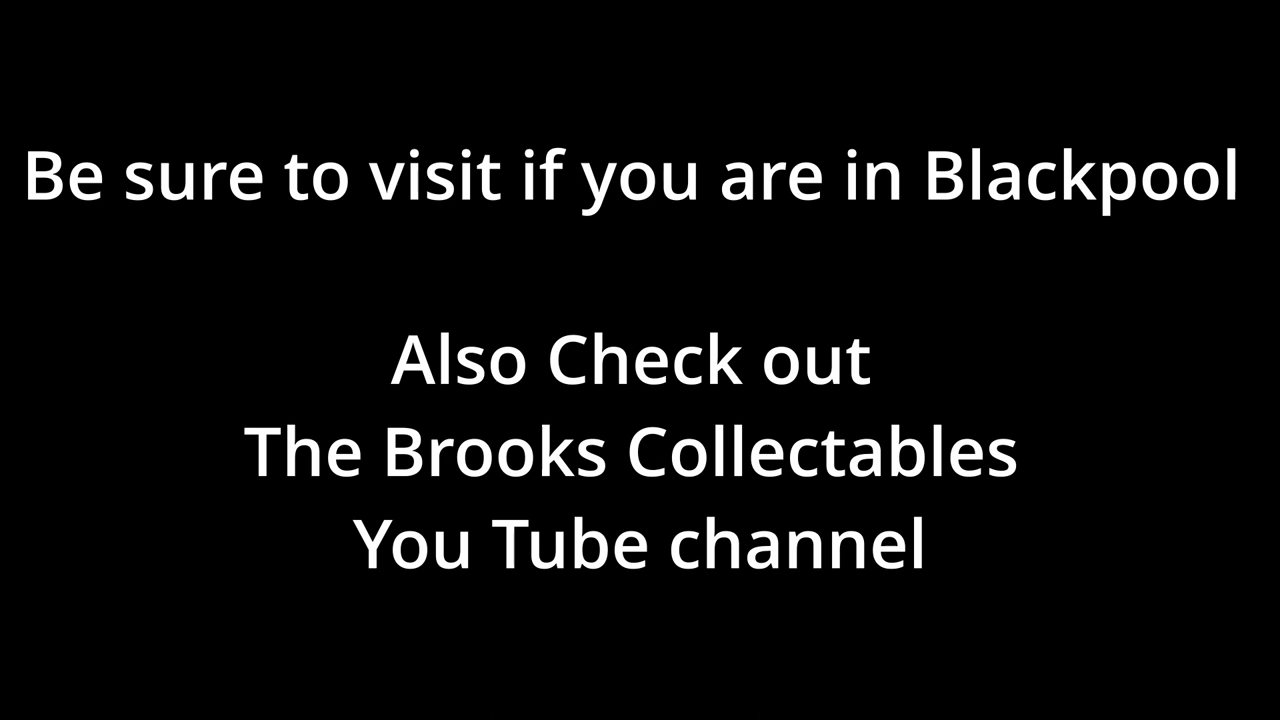 Be sure to visit if you are in Blackpool
Also Check out
The Brooks Collectables
You Tube channel